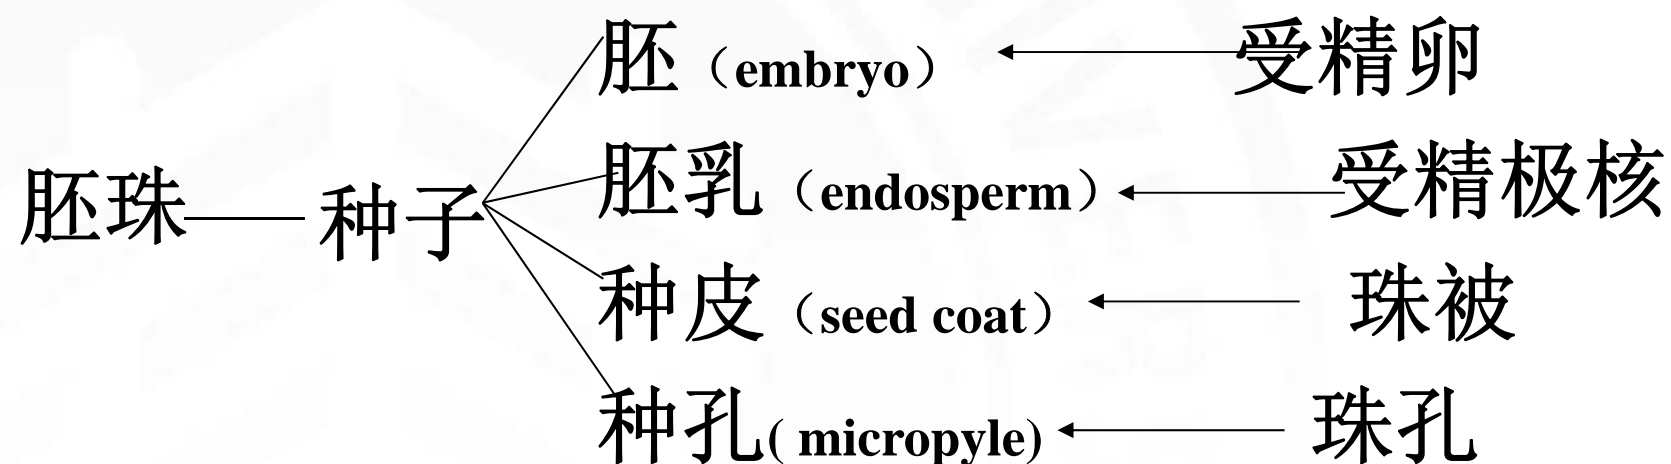 胚（embryo） 受精卵
胚乳（endosperm） 受精极核
胚珠 种子
种皮（seed coat） 珠被
种孔( micropyle) 珠孔